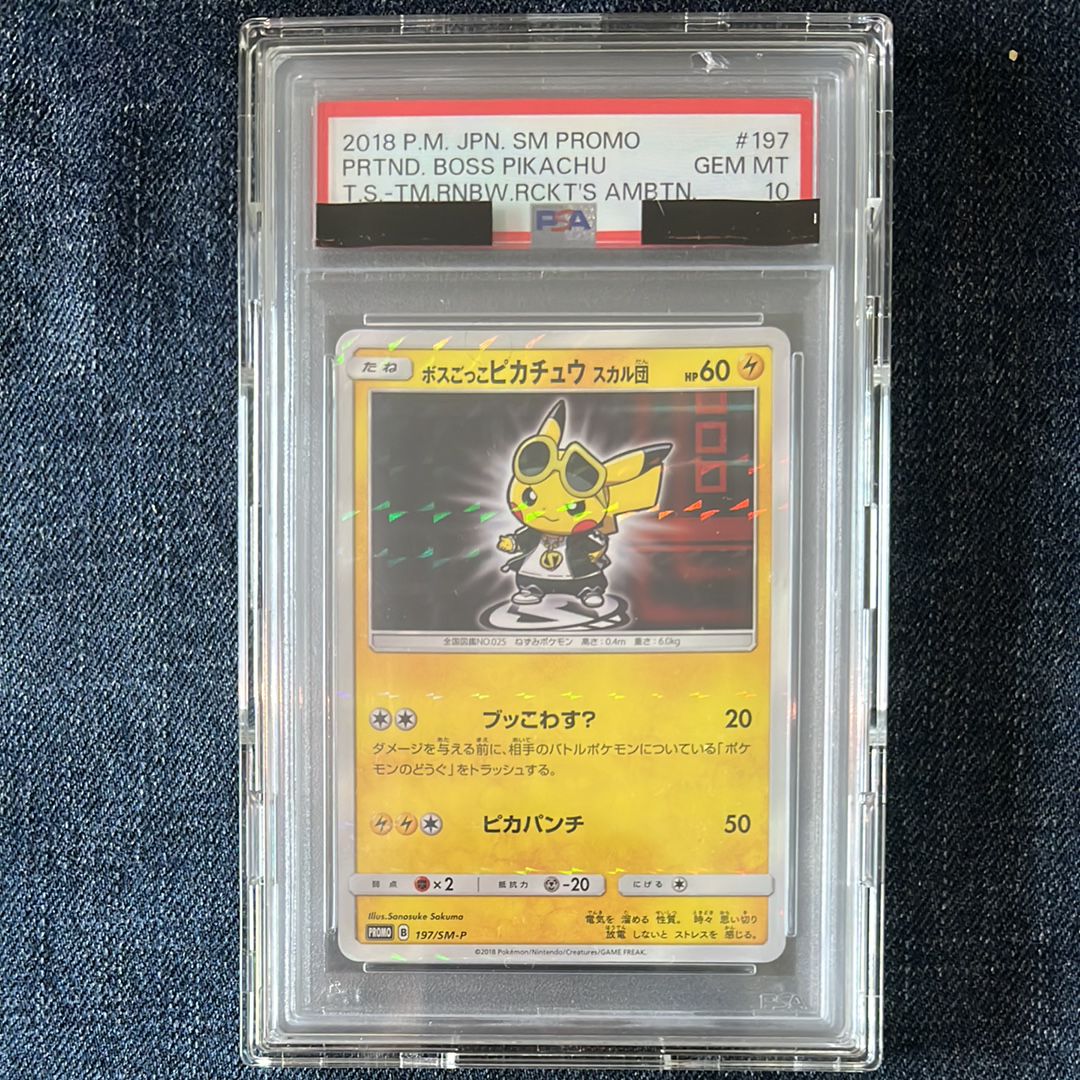 2018 P.M. JPN. SM PROMO #197
PRTND. BOSS PIKACHU GEM MT
T.S.-TM.RNBW.RCKT'S AMBTN. 10
PSA
たね ボスごっこピカチュウ スカル団 HP60
全国図鑑NO.025 ねずみポケモン 高さ:0.4m 重さ:6.0kg
ブッこわす? 20
ダメージを与える前に、相手のバトルポケモンについている「ポケ
モンのどうぐ」をトラッシュする。
ピカパンチ 50
弱点 ×2 抵抗力 -20 にげる
Illus.Sanosuke Sakuma
電気を 溜める 性質。 時々 思い切り
放電 しないと ストレスを 感じる。
PROMO B 197/SM-P
©2018 Pokémon/Nintendo/Creatures/GAME FREAK.
PSA